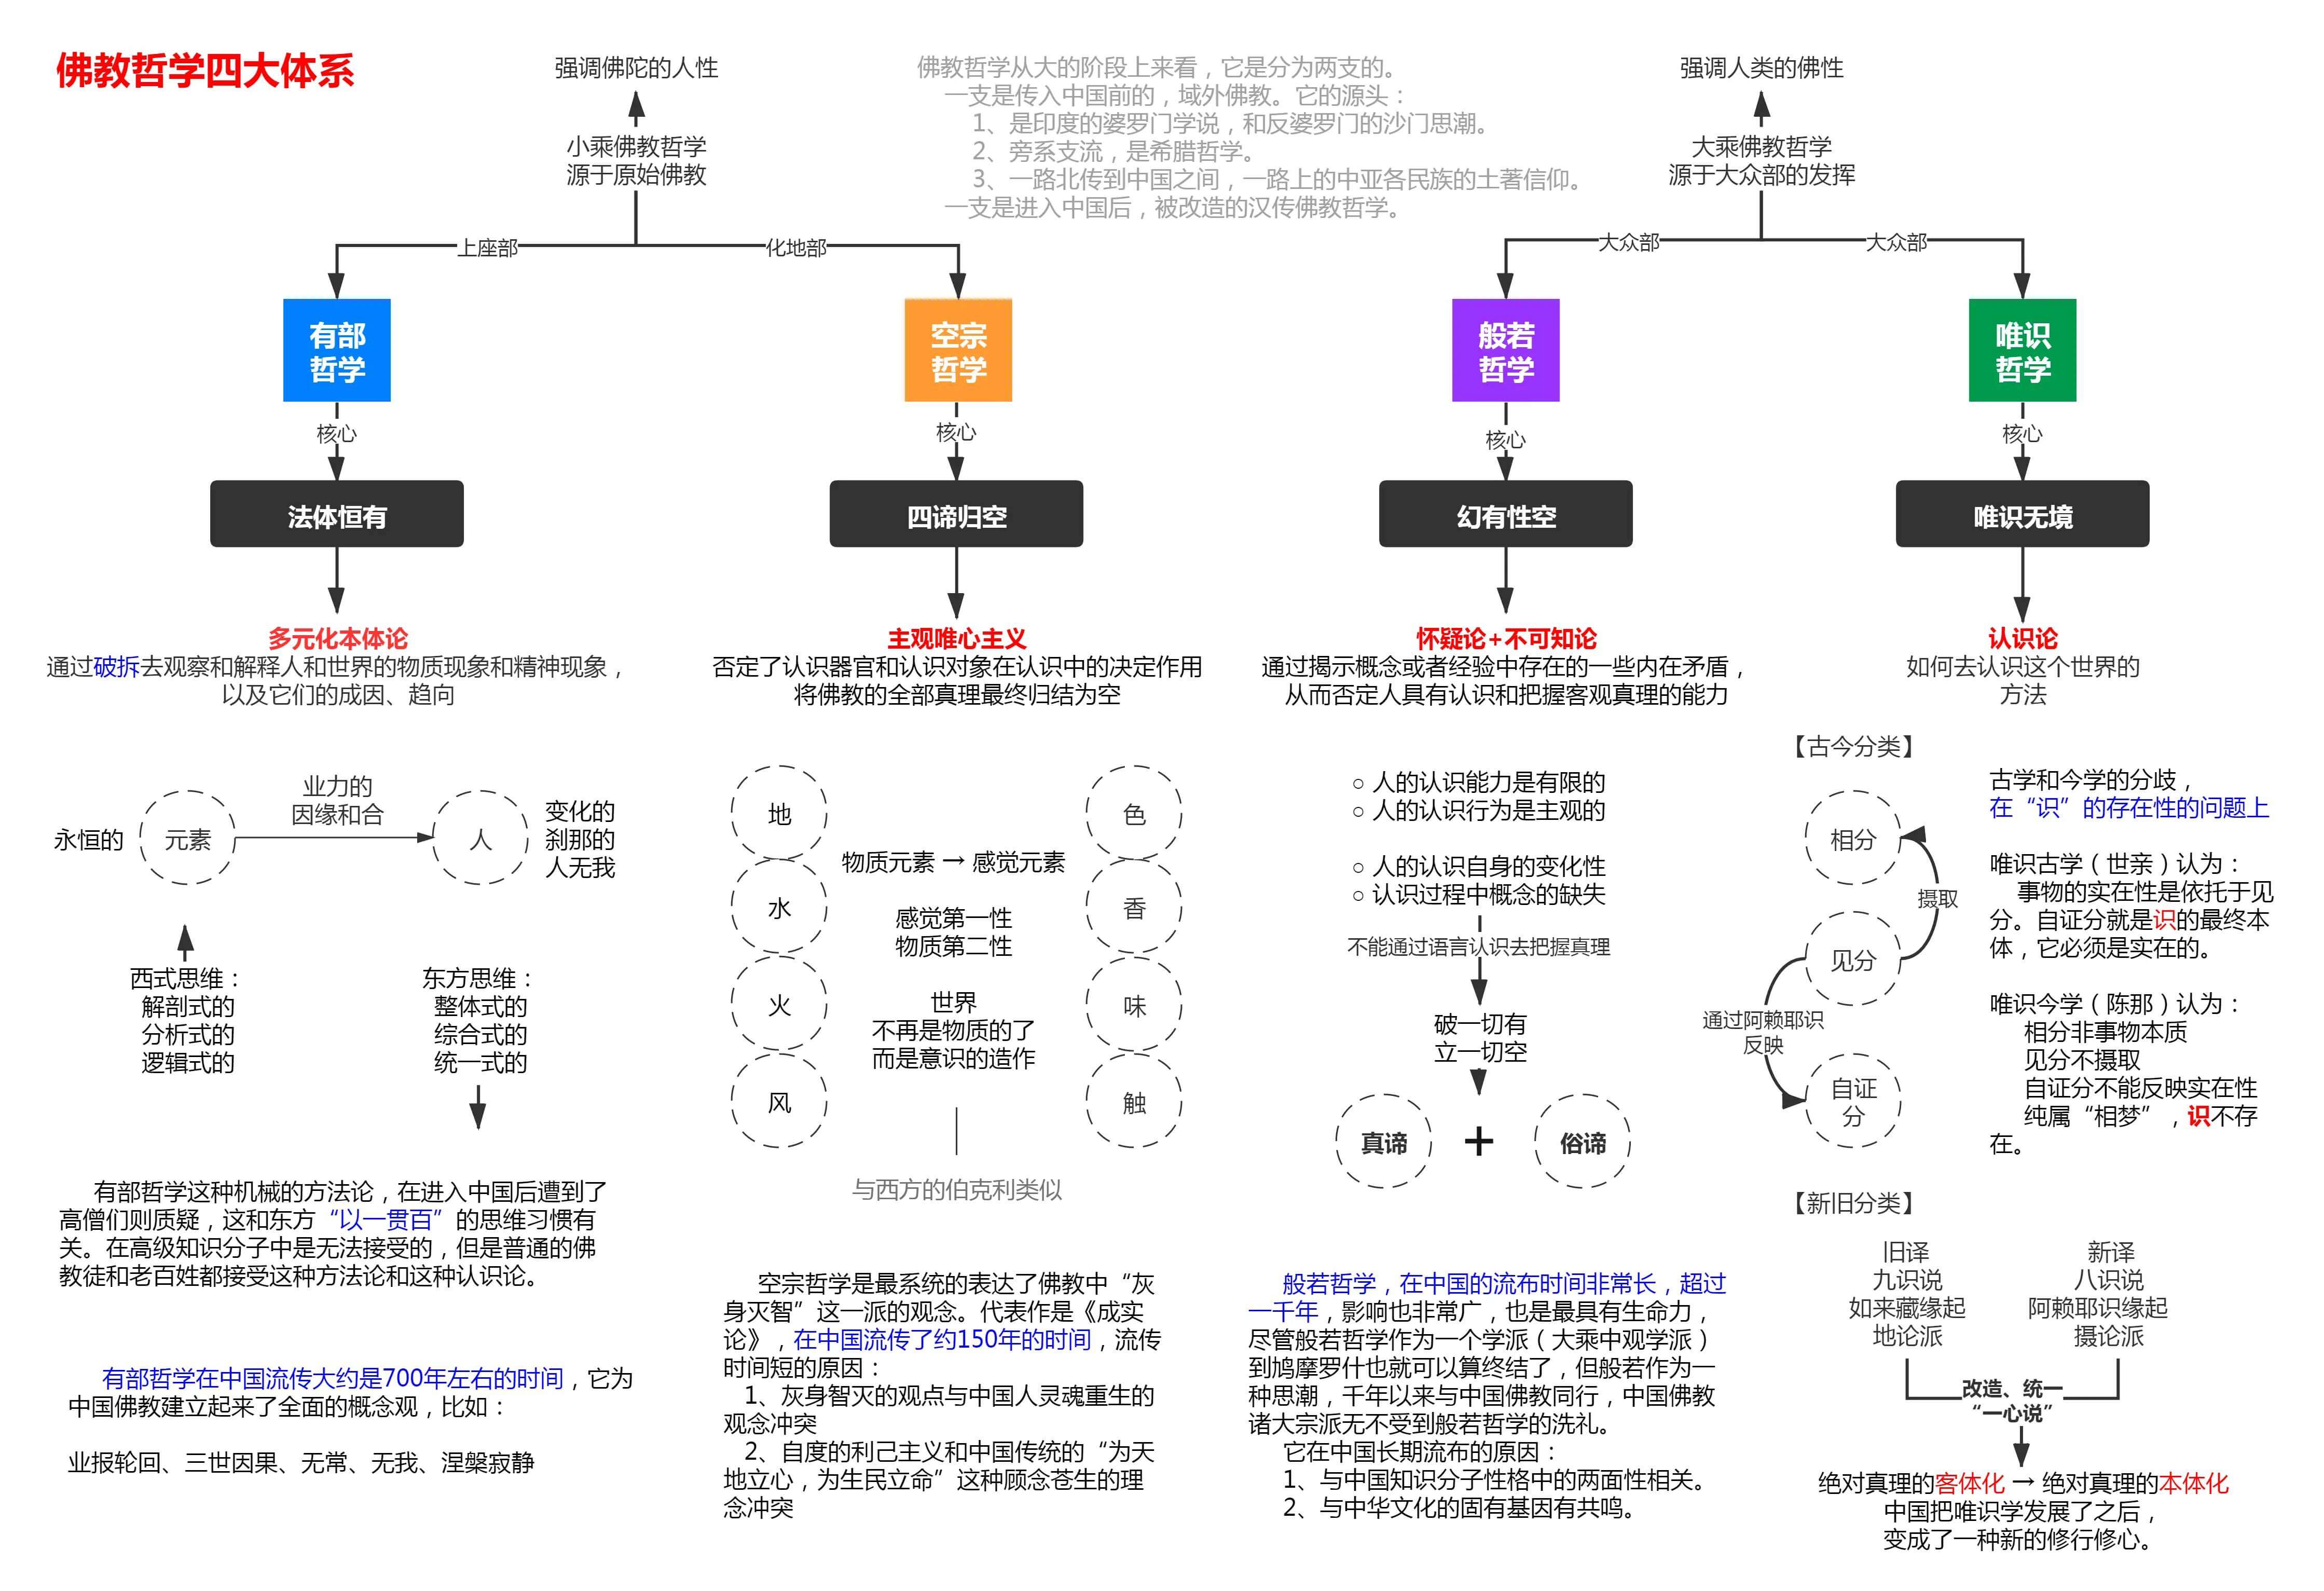 佛教哲学四大体系
强调佛陀的人性
小乘佛教哲学
源于原始佛教
上座部
化地部
佛教哲学从大的阶段上来看，它是分为两支的。
一支是传入中国前的，域外佛教。它的源头：
1、是印度的婆罗门学说，和反婆罗门的沙门思潮。
2、旁系支流，是希腊哲学。
3、一路北传到中国之间，一路上的中亚各民族的土著信仰。
一支是进入中国后，被改造的汉传佛教哲学。
强调人类的佛性
大乘佛教哲学
源于大众部的发挥
大众部
大众部
有部
哲学
核心
法体恒有
多元化本体论
通过破拆去观察和解释人和世界的物质现象和精神现象，
以及它们的成因、趋向
永恒的
元素
业力的
因缘和合
人
变化的
刹那的
人无我
西式思维：
解剖式的
分析式的
逻辑式的
东方思维：
整体式的
综合式的
统一式的
有部哲学这种机械的方法论，在进入中国后遭到了
高僧们则质疑，这和东方“以一贯百”的思维习惯有
关。在高级知识分子中是无法接受的，但是普通的佛
教徒和老百姓都接受这种方法论和这种认识论。
有部哲学在中国流传大约是700年左右的时间，它为
中国佛教建立起来了全面的概念观，比如：
业报轮回、三世因果、无常、无我、涅槃寂静
空宗
哲学
核心
四谛归空
主观唯心主义
否定了认识器官和认识对象在认识中的决定作用
将佛教的全部真理最终归结为空
地
水
火
风
物质元素 → 感觉元素
感觉第一性
物质第二性
世界
不再是物质的了
而是意识的造作
色
香
味
触
与西方的伯克利类似
空宗哲学是最系统的表达了佛教中“灰
身灭智”这一派的观念。代表作是《成实
论》，在中国流传了约150年的时间，流传
时间短的原因：
1、灰身智灭的观点与中国人灵魂重生的
观念冲突
2、自度的利己主义和中国传统的“为天
地立心，为生民立命”这种顾念苍生的理
念冲突
般若
哲学
核心
幻有性空
怀疑论+不可知论
通过揭示概念或者经验中存在的一些内在矛盾，
从而否定人具有认识和把握客观真理的能力
○ 人的认识能力是有限的
○ 人的认识行为是主观的
○ 人的认识自身的变化性
○ 认识过程中概念的缺失
不能通过语言认识去把握真理
破一切有
立一切空
真谛
+
俗谛
般若哲学，在中国的流布时间非常长，超过
一千年，影响也非常广，也是最具有生命力，
尽管般若哲学作为一个学派（大乘中观学派）
到鸠摩罗什也就可以算终结了，但般若作为一
种思潮，千年以来与中国佛教同行，中国佛教
诸大宗派无不受到般若哲学的洗礼。
它在中国长期流布的原因：
1、与中国知识分子性格中的两面性相关。
2、与中华文化的固有基因有共鸣。
唯识
哲学
核心
唯识无境
认识论
如何去认识这个世界的
方法
【古今分类】
相分
摄取
见分
通过阿赖耶识
反映
自证
分
古学和今学的分歧，
在“识”的存在性的问题上
唯识古学（世亲）认为：
事物的实在性是依托于见
分。自证分就是识的最终本
体，它必须是实在的。
唯识今学（陈那）认为：
相分非事物本质
见分不摄取
自证分不能反映实在性
纯属“相梦”，识不存
在。
【新旧分类】
旧译
九识说
如来藏缘起
地论派
新译
八识说
阿赖耶识缘起
摄论派
改造、统一
“一心说”
绝对真理的客体化 → 绝对真理的本体化
中国把唯识学发展了之后，
变成了一种新的修行修心。